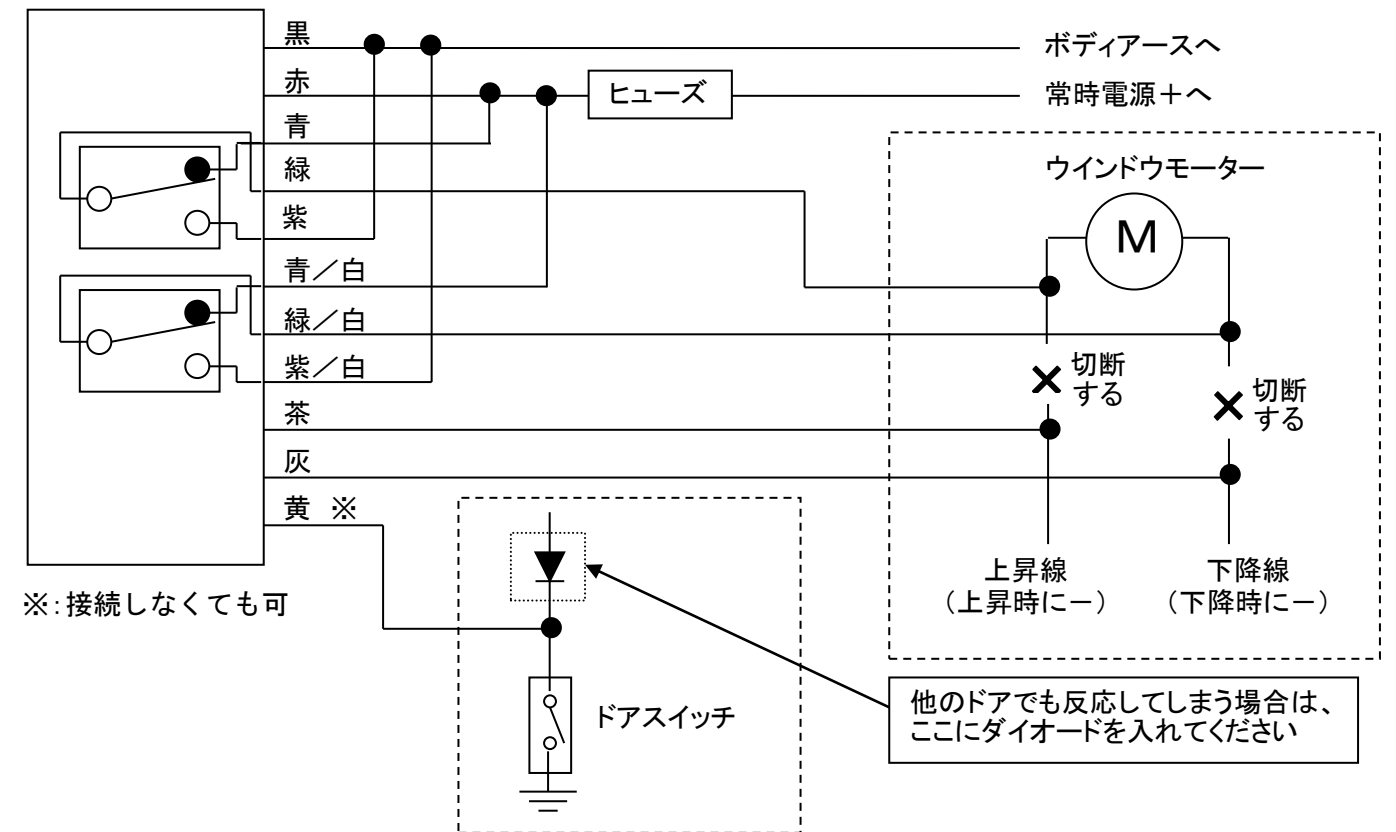 黒
ボディアースへ
赤
ヒューズ
常時電源＋へ
青
緑
紫
青／白
緑／白
紫／白
茶
灰
黄 ※
ウインドウモーター
M
切断
する
切断
する
上昇線
（上昇時にー）
下降線
（下降時にー）
※：接続しなくても可
ドアスイッチ
他のドアでも反応してしまう場合は、
ここにダイオードを入れてください